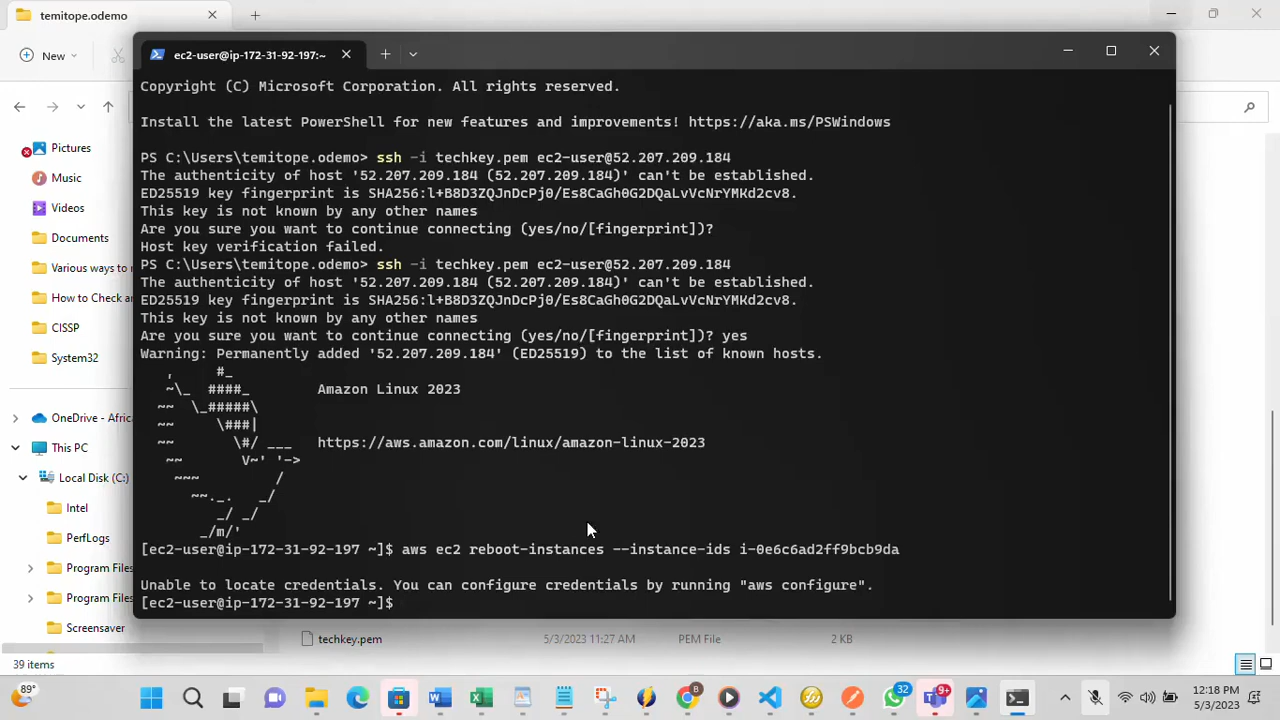 temitope.odemo
New
ec2-user@ip-172-31-92-197:~
Copyright (C) Microsoft Corporation. All rights reserved.
Install the latest PowerShell for new features and improvements! https://aka.ms/PSWindows
PS C:\Users\temitope.odemo> ssh -i techkey.pem ec2-user@52.207.209.184
The authenticity of host '52.207.209.184 (52.207.209.184)' can't be established.
ED25519 key fingerprint is SHA256:l+B8D3ZQJnDcPj0/Es8CaGh0G2DQaLvVcNrYMKd2cv8.
This key is not known by any other names
Are you sure you want to continue connecting (yes/no/[fingerprint])?
Host key verification failed.
PS C:\Users\temitope.odemo> ssh -i techkey.pem ec2-user@52.207.209.184
The authenticity of host '52.207.209.184 (52.207.209.184)' can't be established.
ED25519 key fingerprint is SHA256:l+B8D3ZQJnDcPj0/Es8CaGh0G2DQaLvVcNrYMKd2cv8.
This key is not known by any other names
Are you sure you want to continue connecting (yes/no/[fingerprint])? yes
Warning: Permanently added '52.207.209.184' (ED25519) to the list of known hosts.
   ,     #_
   ~\_  ####_        Amazon Linux 2023
  ~~  \_#####\
  ~~     \###|
  ~~       \#/ ___   https://aws.amazon.com/linux/amazon-linux-2023
   ~~       V~' '->
    ~~~         /
      ~~._.   _/
         _/ _/
       _/m/'
[ec2-user@ip-172-31-92-197 ~]$ aws ec2 reboot-instances --instance-ids i-0e6c6ad2ff9bcb9da
Unable to locate credentials. You can configure credentials by running "aws configure".
[ec2-user@ip-172-31-92-197 ~]$
Pictures
Music
Videos
Documents
Various ways to
How to Check a
CISSP
System32
OneDrive - Afric
This PC
Local Disk (C:)
Intel
PerfLogs
Program Files
Program Files
Screensaver
techkey.pem 5/3/2023 11:27 AM PEM File 2 KB
39 items
89°
B
32
9+
12:18 PM
5/3/2023